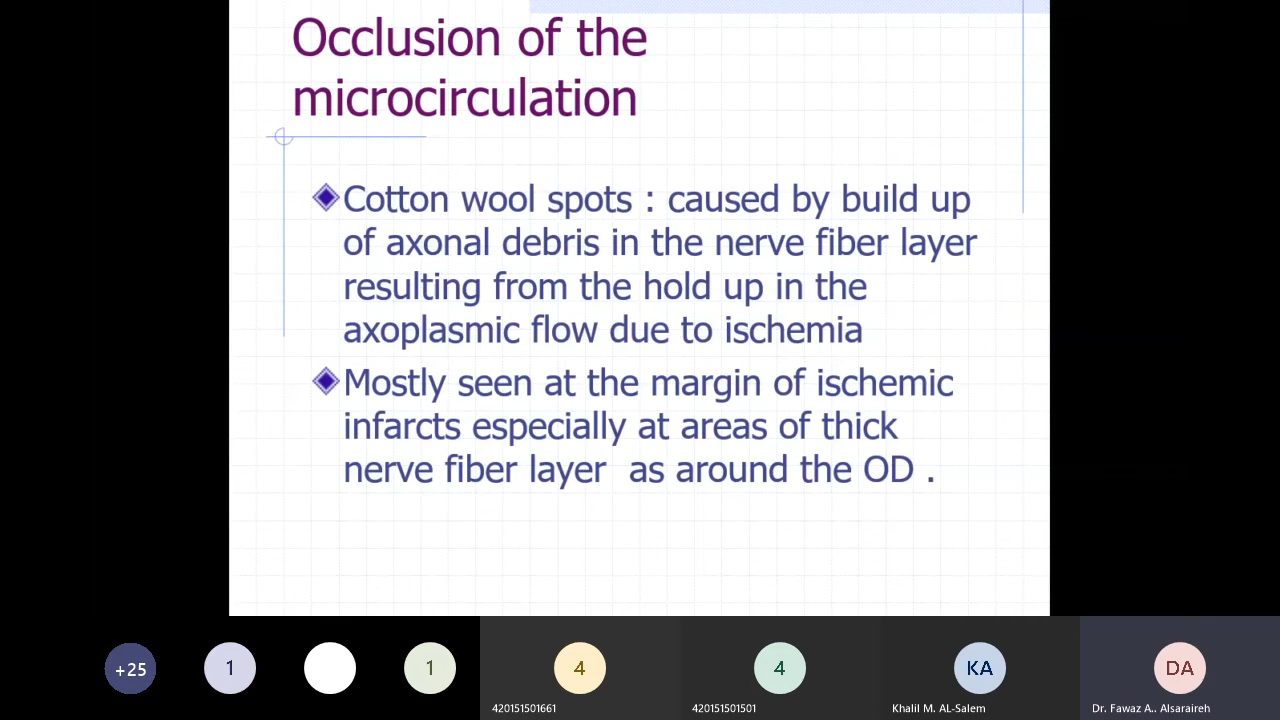 Occlusion of the
microcirculation
Cotton wool spots : caused by build up
of axonal debris in the nerve fiber layer
resulting from the hold up in the
axoplasmic flow due to ischemia
Mostly seen at the margin of ischemic
infarcts especially at areas of thick
nerve fiber layer  as around the OD .
+25
1
1
4
4
KA
DA
420151501661
420151501501
Khalil M. AL-Salem
Dr. Fawaz A.. Alsaraireh